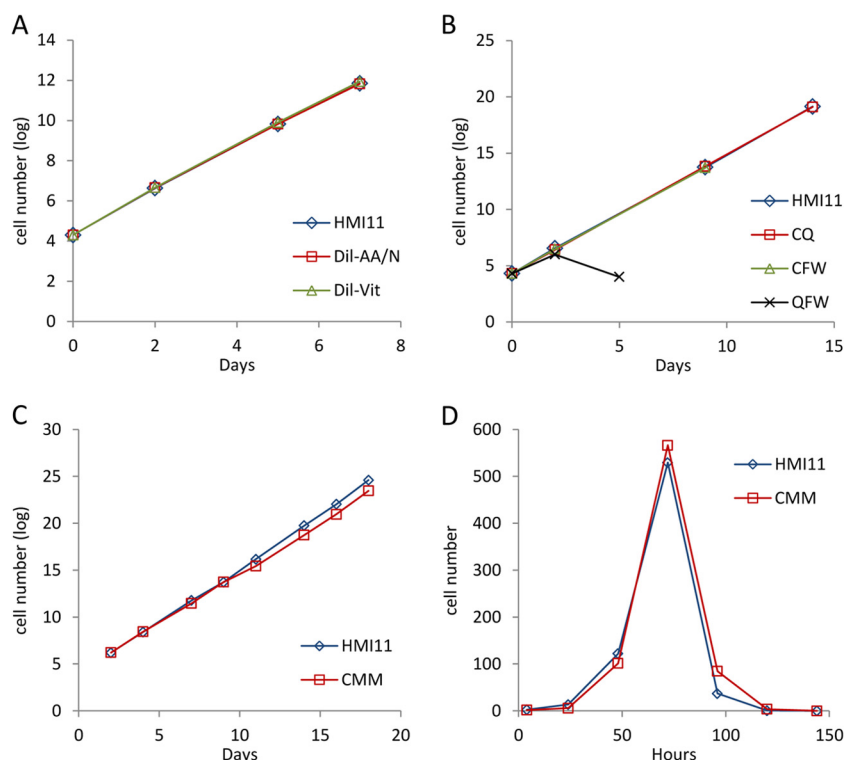 A
cell number (log)
14
12
10
8
6
4
2
0
0 2 4 6 8
Days
HMI11
Dil-AA/N
Dil-Vit
B
cell number (log)
25
20
15
10
5
0
0 5 10 15
Days
HMI11
CQ
CFW
QFW
C
cell number (log)
30
25
20
15
10
5
0
0 5 10 15 20
Days
HMI11
CMM
D
cell number
600
500
400
300
200
100
0
0 50 100 150
Hours
HMI11
CMM